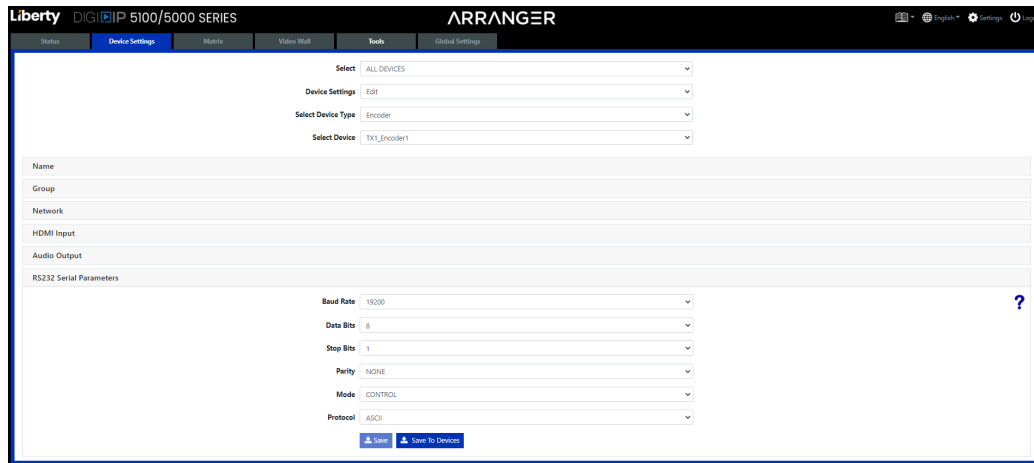 Liberty DIGIIP 5100/5000 SERIES ARRANGER English Settings
Status Device Settings Matrix Video Wall Tools Global Settings
Select ALL DEVICES
Device Settings Edit
Select Device Type Encoder
Select Device TX1_Encoder1
Name
Group
Network
HDMI Input
Audio Output
RS232 Serial Parameters
Baud Rate 19200 ?
Data Bits 8
Stop Bits 1
Parity NONE
Mode CONTROL
Protocol ASCII
Save Save To Devices